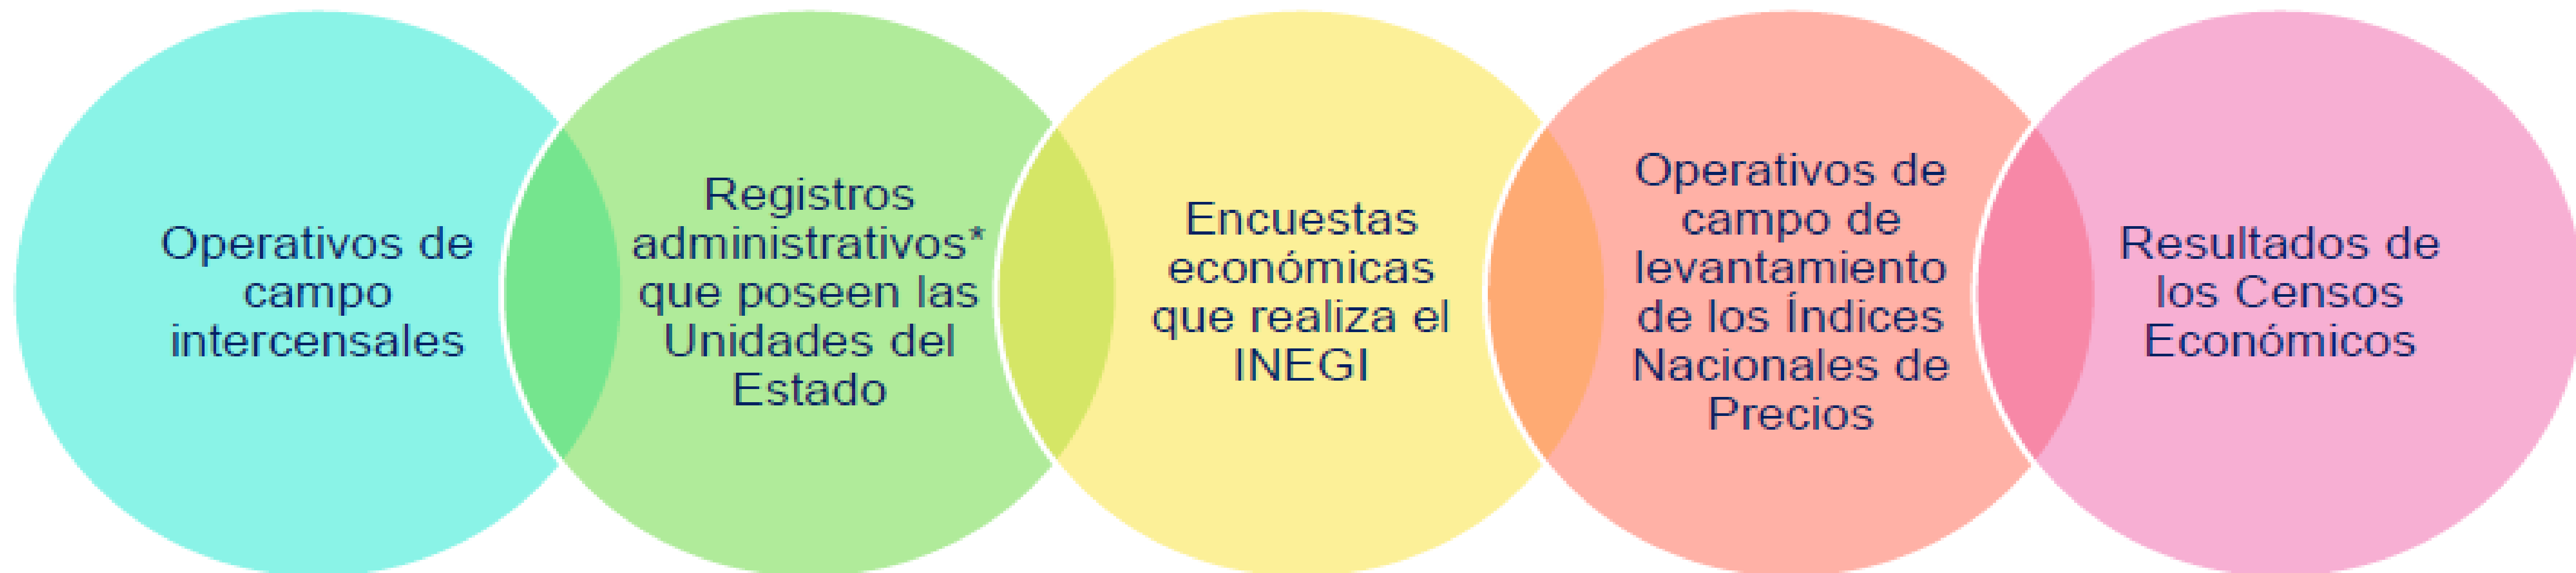 Operativos de
campo
intercensales
Registros
administrativos*
que poseen las
Unidades del
Estado
Encuestas
económicas
que realiza el
INEGI
Operativos de
campo de
levantamiento
de los Índices
Nacionales de
Precios
Resultados de
los Censos
Económicos